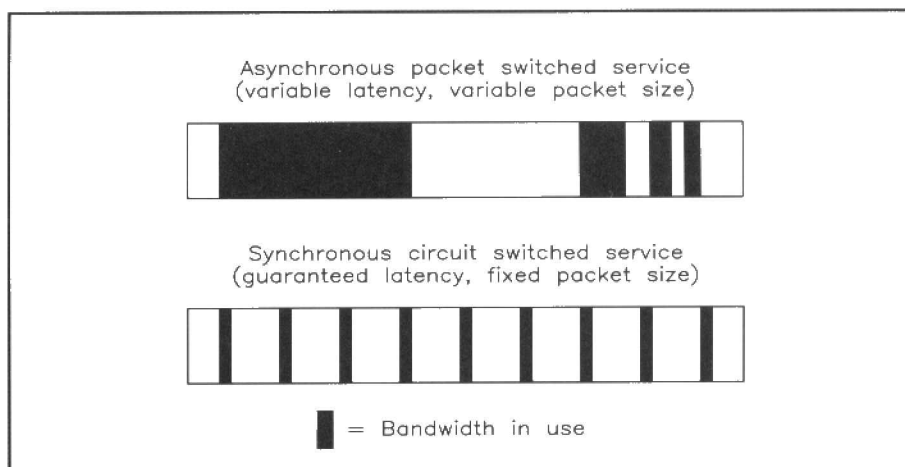 Asynchronous packet switched service
(variable latency, variable packet size)
Synchronous circuit switched service
(guaranteed latency, fixed packet size)
= Bandwidth in use